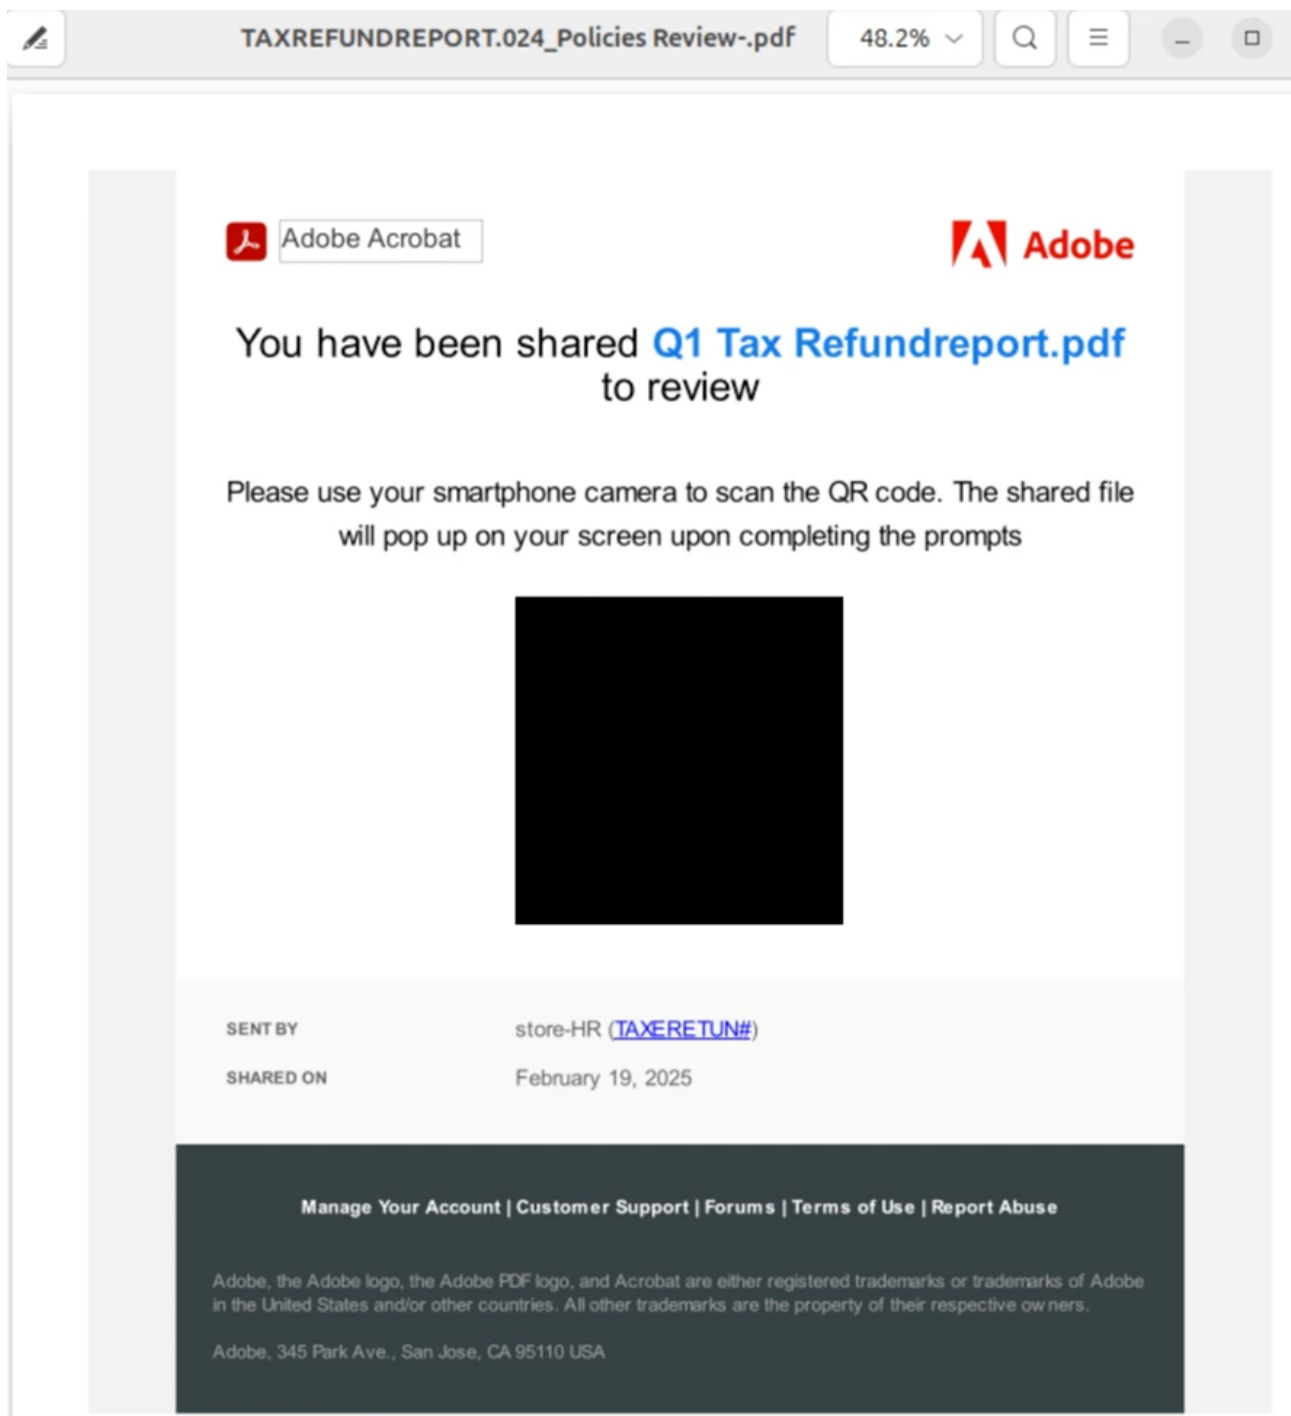 TAXREFUNDREPORT.024_Policies Review-.pdf
48.2%
Adobe Acrobat
Adobe
You have been shared Q1 Tax Refundreport.pdf
to review
Please use your smartphone camera to scan the QR code. The shared file
will pop up on your screen upon completing the prompts
SENT BY
store-HR (TAXERETUN#)
SHARED ON
February 19, 2025
Manage Your Account | Customer Support | Forums | Terms of Use | Report Abuse
Adobe, the Adobe logo, the Adobe PDF logo, and Acrobat are either registered trademarks or trademarks of Adobe
in the United States and/or other countries. All other trademarks are the property of their respective owners.
Adobe, 345 Park Ave., San Jose, CA 95110 USA